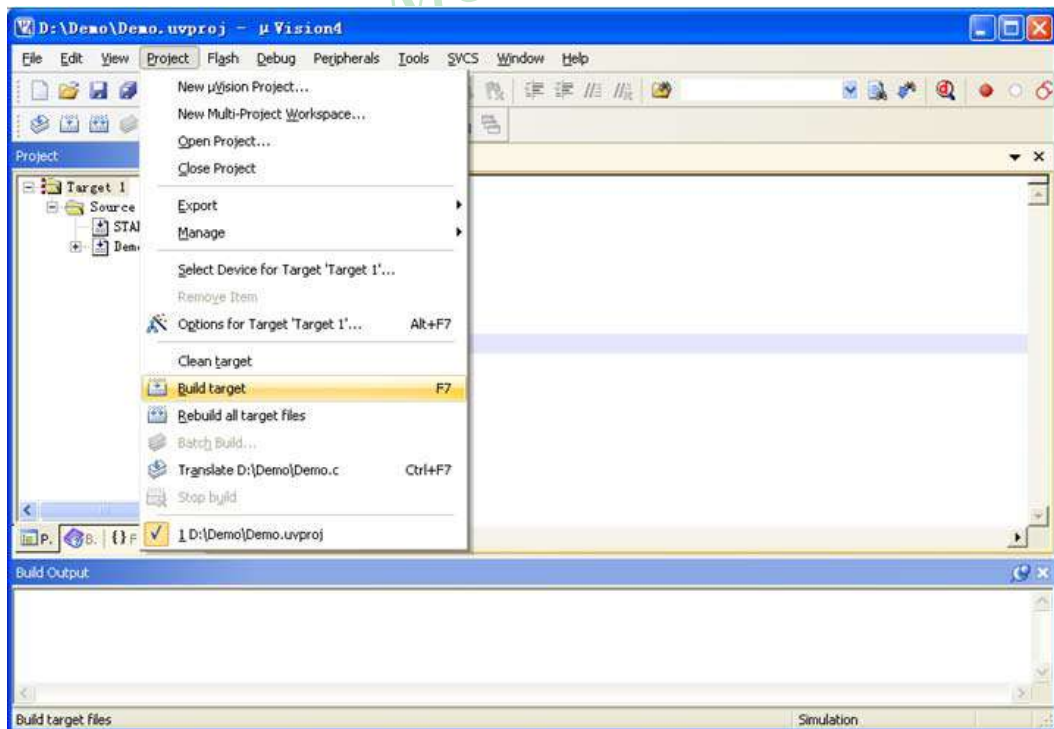 D:\Demo\Demo.uvproj - µVision4
File Edit View Project Flash Debug Peripherals Tools SVCS Window Help
New µVision Project...
New Multi-Project Workspace...
Open Project...
Close Project
Export
Manage
Select Device for Target 'Target 1'...
Remove Item
Options for Target 'Target 1'... Alt+F7
Clean target
Build target F7
Rebuild all target files
Batch Build...
Translate D:\Demo\Demo.c Ctrl+F7
Stop build
1 D:\Demo\Demo.uvproj
Project
Target 1
Source
STA
Dem
P. B. {} F
Build Output
Build target files Simulation